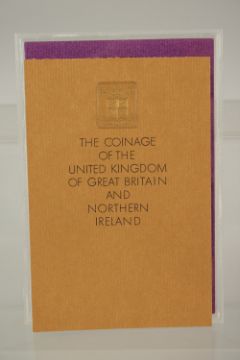 THE COINAGE
OF THE
UNITED KINGDOM
OF GREAT BRITAIN
AND
NORTHERN
IRELAND